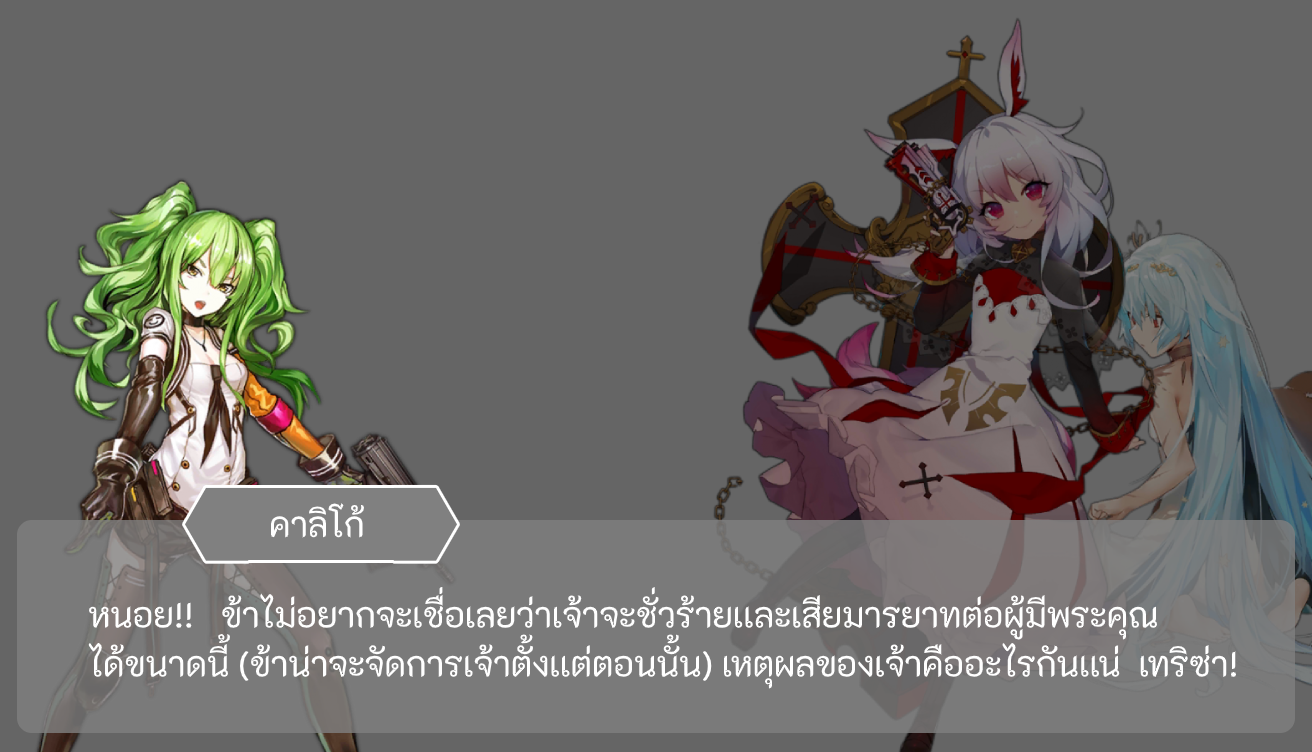 คาลิโก้
หนอย!! ข้าไม่อยากจะเชื่อเลยว่าเจ้าจะชั่วร้ายและเสียมารยาทต่อผู้มีพระคุณ
ได้ขนาดนี้ (ข้าน่าจะจัดการเจ้าตั้งแต่ตอนนั้น) เหตุผลของเจ้าคืออะไรกันแน่ เทริซ่า!